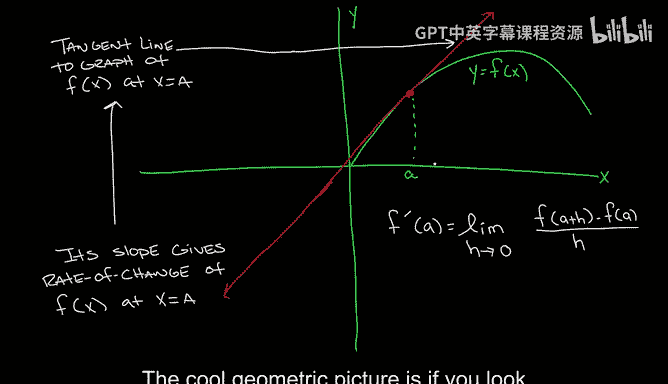 GPT中英字幕课程资源 bilibili
y
TANGENT LINE
TO GRAPH OF
f(x) at x=A
y=f(x)
a
x
f'(a) = lim h→0 f(a+h)-f(a) / h
ITS SLOPE GIVES
RATE-OF-CHANGE OF
f(x) at x=A
The cool geometric picture is if you look